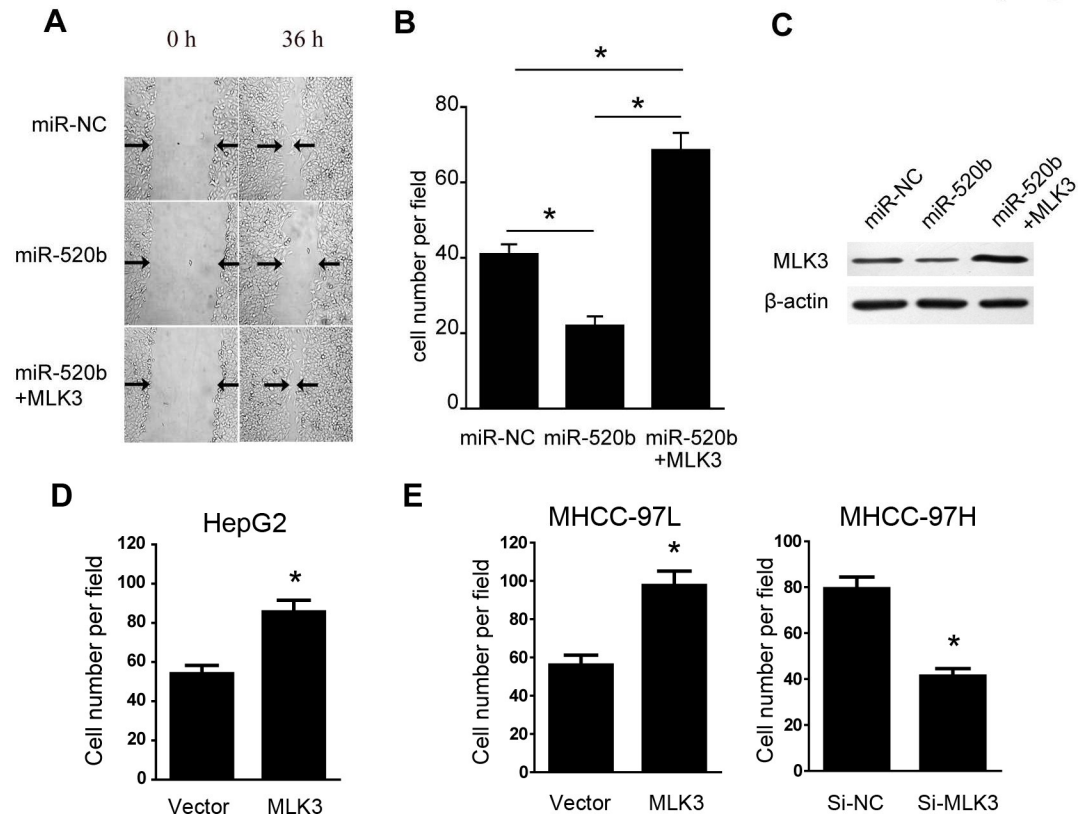 A
0 h
36 h
miR-NC
miR-520b
miR-520b
+MLK3
B
*
*
*
cell number per field
80
60
40
20
0
miR-NC
miR-520b
miR-520b
+MLK3
C
miR-NC
miR-520b
miR-520b
+MLK3
MLK3
β-actin
D
HepG2
Cell number per field
120
100
80
60
40
20
0
*
Vector
MLK3
E
MHCC-97L
Cell number per field
120
100
80
60
40
20
0
*
Vector
MLK3
MHCC-97H
Cell number per field
100
80
60
40
20
0
*
Si-NC
Si-MLK3